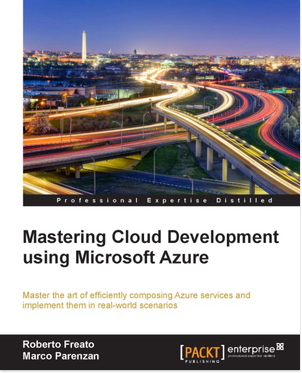 Professional Expertise Distilled
Mastering Cloud Development
using Microsoft Azure
Master the art of efficiently composing Azure services and
implement them in real-world scenarios
Roberto Freato
Marco Parenzan
[PACKT] enterprise
PUBLISHING